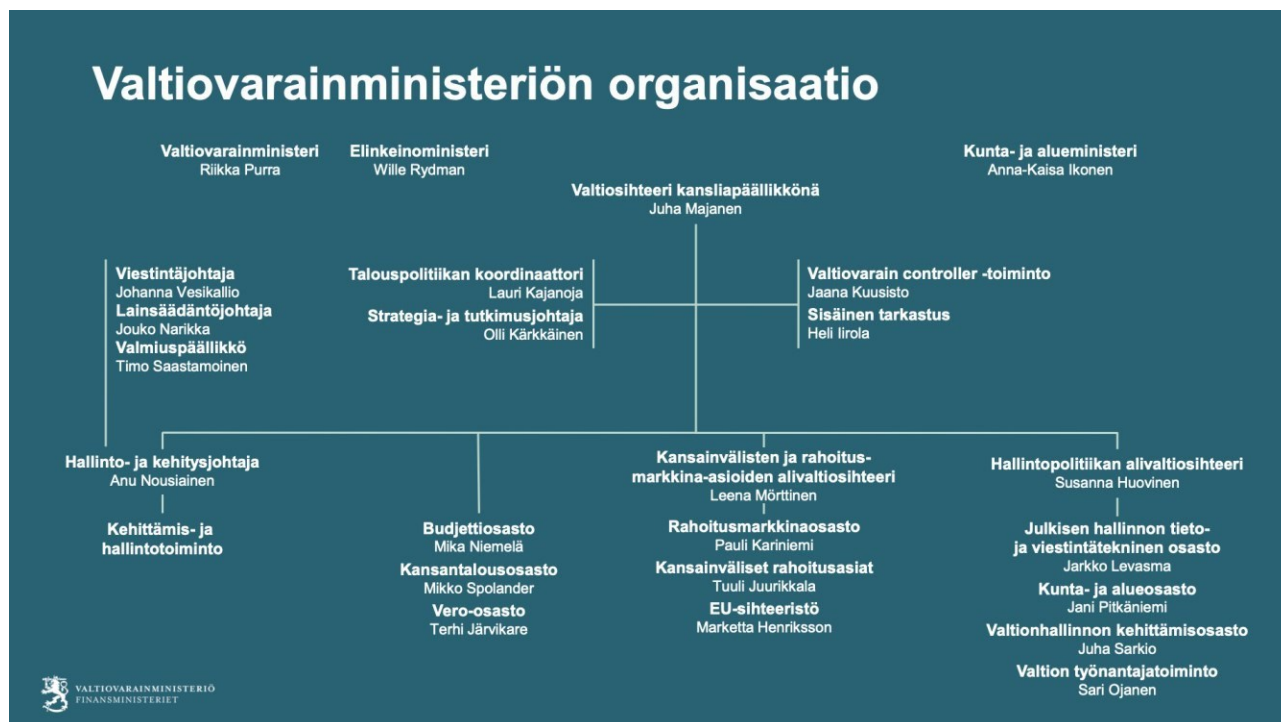 Valtiovarainministeriön organisaatio
Valtiovarainministeri
Riikka Purra
Elinkeinoministeri
Wille Rydman
Kunta- ja alueministeri
Anna-Kaisa Ikonen
Valtiosihteeri kansliapäällikkönä
Juha Majanen
Viestintäjohtaja
Johanna Vesikallio
Lainsäädäntöjohtaja
Jouko Narikka
Valmiuspäällikkö
Timo Saastamoinen
Talouspolitiikan koordinaattori
Lauri Kajanoja
Strategia- ja tutkimusjohtaja
Olli Kärkkäinen
Valtiovarain controller -toiminto
Jaana Kuusisto
Sisäinen tarkastus
Heli Iirola
Hallinto- ja kehitysjohtaja
Anu Nousiainen
Kehittämis- ja
hallintotoiminto
Budjettiosasto
Mika Niemelä
Kansantalousosasto
Mikko Spolander
Vero-osasto
Terhi Järvikare
Kansainvälisten ja rahoitus-
markkina-asioiden alivaltiosihteeri
Leena Mörttinen
Rahoitusmarkkinaosasto
Pauli Kariniemi
Kansainväliset rahoitusasiat
Tuuli Juurikkala
EU-sihteeristö
Marketta Henriksson
Hallintopolitiikan alivaltiosihteeri
Susanna Huovinen
Julkisen hallinnon tieto-
ja viestintätekninen osasto
Jarkko Levasma
Kunta- ja alueosasto
Jani Pitkäniemi
Valtionhallinnon kehittämisosasto
Juha Sarkio
Valtion työnantajatoiminto
Sari Ojanen
VALTIOVARAINMINISTERIÖ
FINANSMINISTERIET